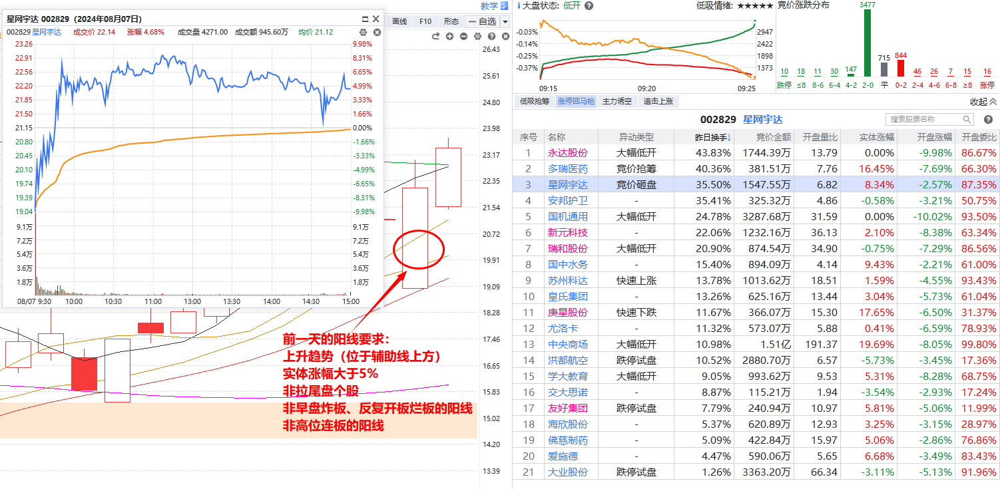 教学
大盘状态: 低开
低吸情绪: ★★★★★
竞价涨跌分布
星网宇达 002829 (2024年08月07日)
002829 星网宇达 成交价 22.14 涨幅 4.68% 成交量 4271.00 成交额 945.60万 均价 21.12
画线 F10 形态 一 自选
23.26 9.98%
22.91 8.31%
22.56 6.65%
22.20 4.99%
21.85 3.33%
21.50 1.66%
21.15 0.00%
20.80 -1.66%
20.45 -3.33%
20.10 -4.99%
19.74 -6.65%
19.39 -8.31%
19.04 -9.98%
9.1万 9.1万
7.2万 7.2万
5.4万 5.4万
3.6万 3.6万
1.8万 1.8万
08/07 9:30 10:00 10:30 11:00 13:00 13:30 14:00 14:30 15:00
26.43
25.61
24.80
23.98
23.17
22.35
21.54
20.72
19.91
19.09
18.28
17.46
16.65
15.83
15.02
14.20
13.39
前一天的阳线要求:
上升趋势（位于辅助线上方）
实体涨幅大于5%
非拉尾盘个股
非早盘炸板、反复开板烂板的阳线
非高位连板的阳线
-0.03% 2947
-0.14% 2422
-0.25% 1898
-0.37% 1373
09:15 09:20 09:25
10 18 11 30 147 3477 715 844 46 26 7 15 16
跌停 ≤8 8-6 6-4 4-2 2-0 平 0-2 2-4 4-6 6-8 ≥8 涨停
低吸抢筹 涨停回马枪 主力诱空 追击上涨
收起
002829 星网宇达
搜索股票名称
序号 名称 异动类型 昨日换手↓ 竞价金额 开盘量比 实体涨幅 开盘涨幅 开盘委比
1 永达股份 大幅低开 43.83% 1744.39万 13.79 0.00% -9.98% 86.67%
2 多瑞医药 竞价抢筹 40.36% 381.51万 7.76 16.45% -7.69% 66.30%
3 星网宇达 竞价砸盘 35.50% 1547.55万 6.82 8.34% -2.57% 87.35%
4 安邦护卫 - 35.41% 325.32万 4.86 -0.58% -3.21% 50.75%
5 国机通用 大幅低开 24.78% 3287.68万 31.59 0.00% -10.02% 93.50%
6 新元科技 - 22.06% 1232.16万 36.13 2.10% -8.38% 63.34%
7 瑞和股份 大幅低开 20.90% 874.54万 34.90 -0.75% -7.29% 86.56%
8 国中水务 - 15.40% 894.09万 4.14 9.43% -2.21% 61.00%
9 苏州科达 快速上涨 13.78% 1013.62万 18.51 1.59% -4.55% 93.43%
10 皇氏集团 - 13.26% 625.16万 13.44 3.04% -5.73% 61.04%
11 庚星股份 快速下跌 11.67% 366.07万 15.30 17.65% -6.50% 31.37%
12 尤洛卡 - 11.32% 573.07万 5.88 0.41% -6.59% 78.93%
13 中央商场 大幅低开 10.98% 1.51亿 191.37 19.69% -8.05% 99.80%
14 洪都航空 跌停试盘 10.52% 2880.70万 6.57 -5.73% -3.45% 17.36%
15 学大教育 大幅低开 9.05% 993.62万 9.53 5.31% -8.28% 68.75%
16 交大思诺 - 8.87% 115.21万 1.94 -3.54% -2.93% 17.24%
17 友好集团 跌停试盘 7.79% 240.94万 10.97 5.81% -5.06% 11.99%
18 海欣股份 - 5.37% 620.89万 12.93 3.25% -3.15% 28.97%
19 佛慈制药 - 5.09% 422.84万 15.97 5.06% -2.86% 76.86%
20 爱施德 - 4.47% 590.06万 5.65 6.68% -3.49% 83.43%
21 大业股份 跌停试盘 1.26% 3363.20万 66.34 -3.11% -5.13% 91.96%